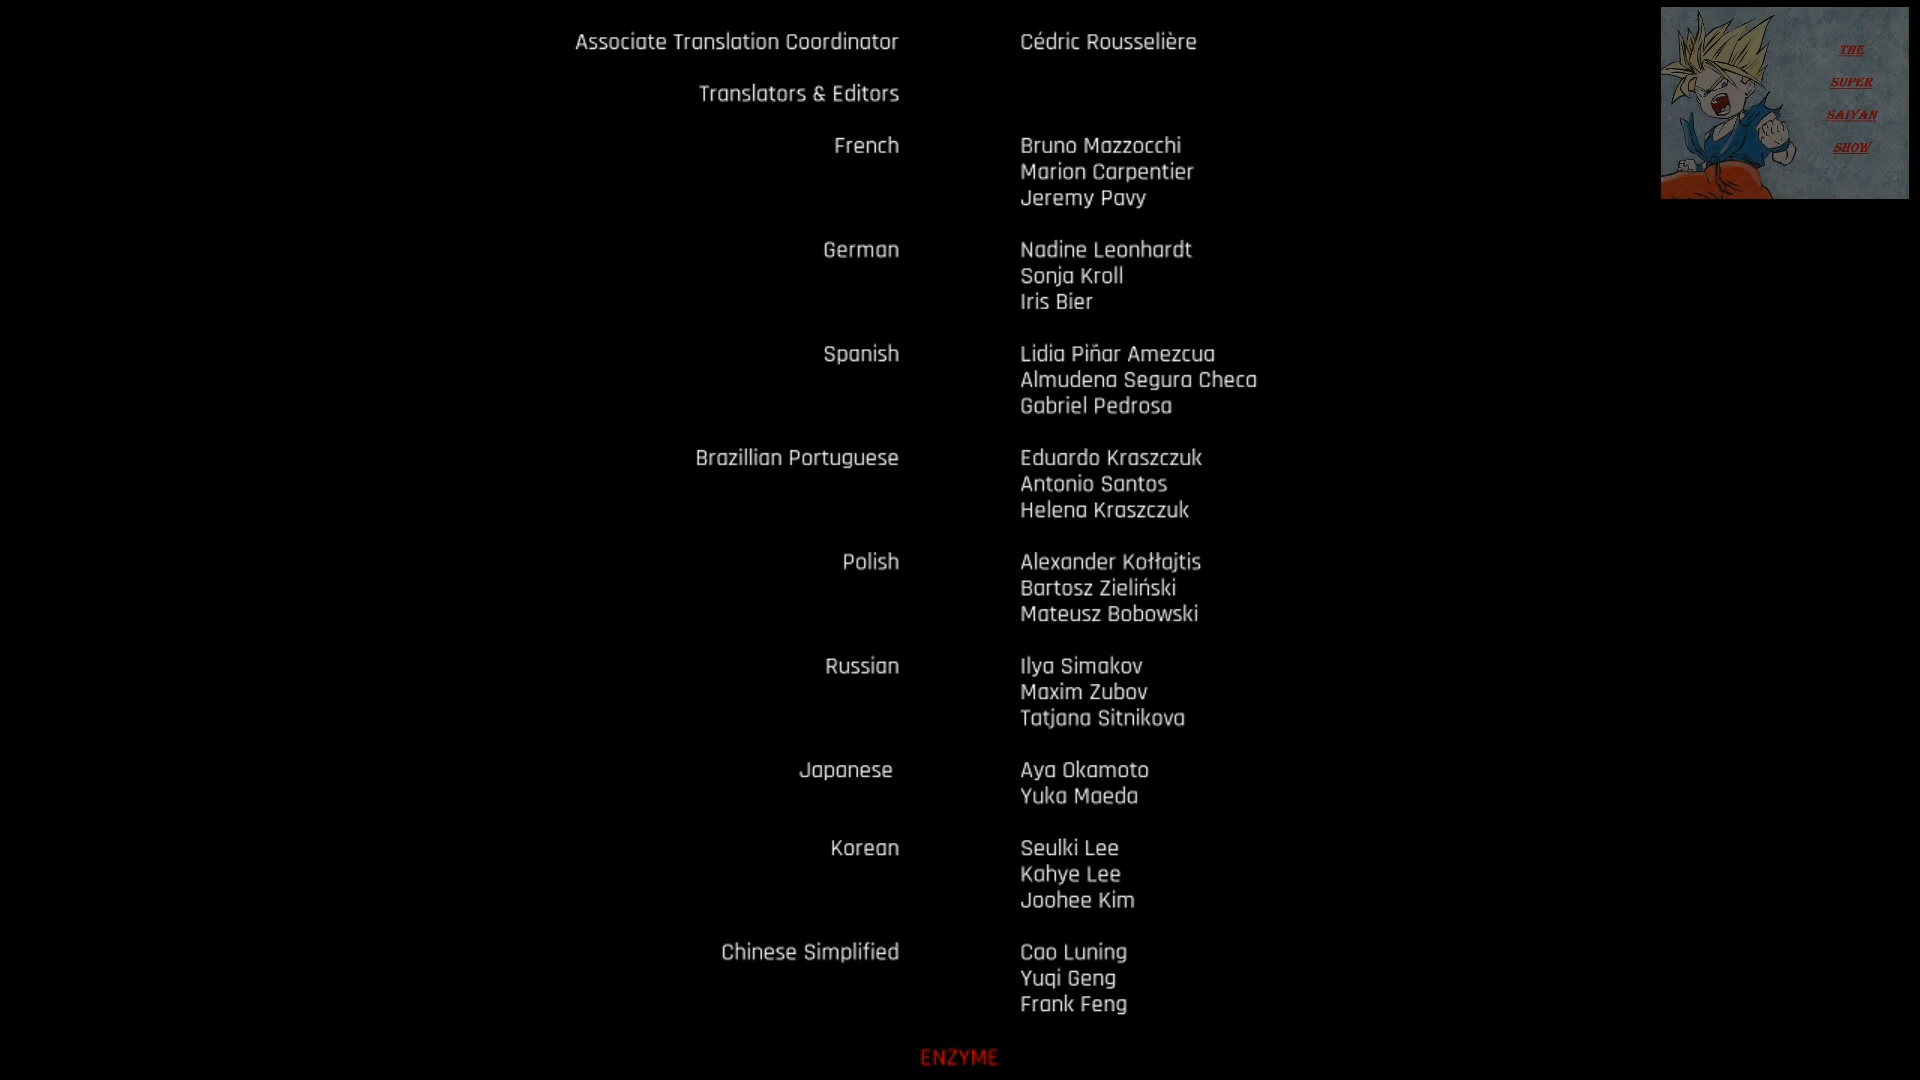 Associate Translation Coordinator Cédric Rousselière
Translators & Editors
French Bruno Mazzocchi
Marion Carpentier
Jeremy Pavy
German Nadine Leonhardt
Sonja Kroll
Iris Bier
Spanish Lidia Piñar Amezcua
Almudena Segura Checa
Gabriel Pedrosa
Brazillian Portuguese Eduardo Kraszczuk
Antonio Santos
Helena Kraszczuk
Polish Alexander Kołłajtis
Bartosz Zieliński
Mateusz Bobowski
Russian Ilya Simakov
Maxim Zubov
Tatjana Sitnikova
Japanese Aya Okamoto
Yuka Maeda
Korean Seulki Lee
Kahye Lee
Joohee Kim
Chinese Simplified Cao Luning
Yuqi Geng
Frank Feng
ENZYME
THE
SUPER
SAIYAN
SHOW